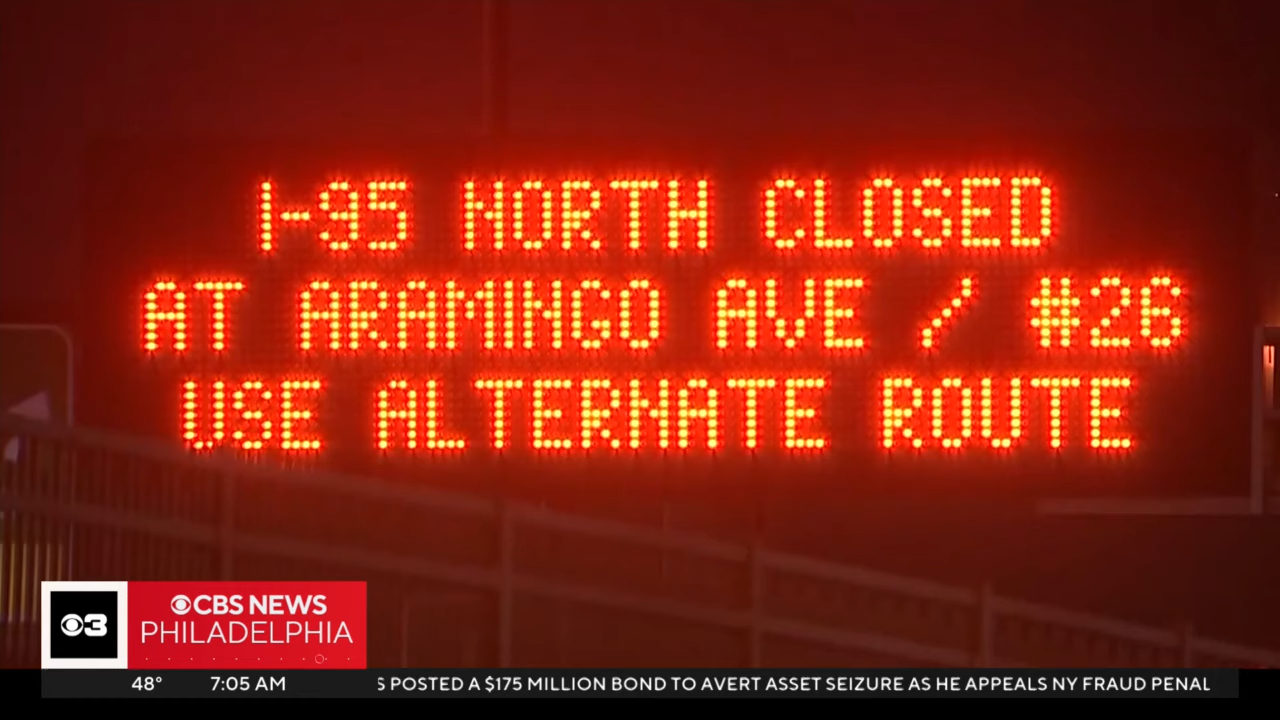 I-95 NORTH CLOSED
AT ARAMINGO AVE / #26
USE ALTERNATE ROUTE
3
CBS NEWS
PHILADELPHIA
48° 7:05 AM POSTED A $175 MILLION BOND TO AVERT ASSET SEIZURE AS HE APPEALS NY FRAUD